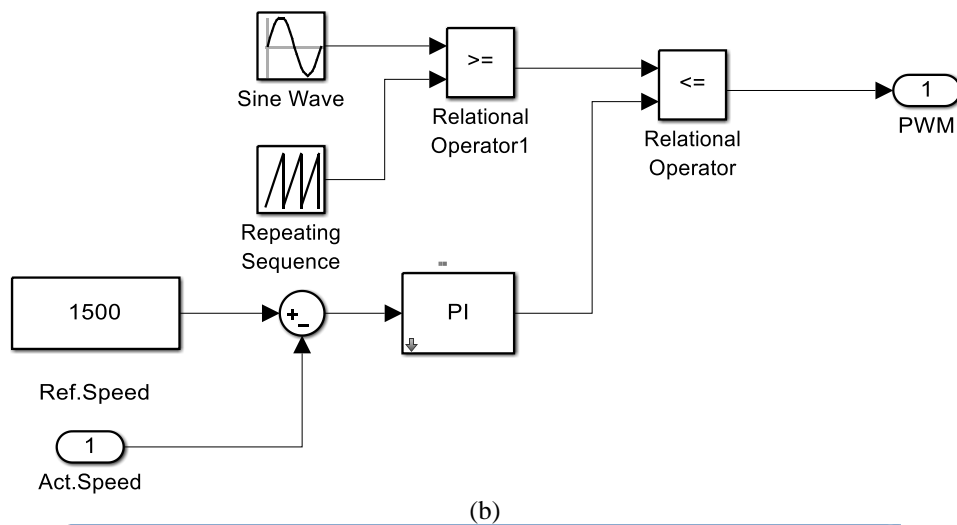 Sine Wave
>=
Relational
Operator1
<=
Relational
Operator
1
PWM
Repeating
Sequence
1500
+
−
PI
Ref.Speed
1
Act.Speed
(b)